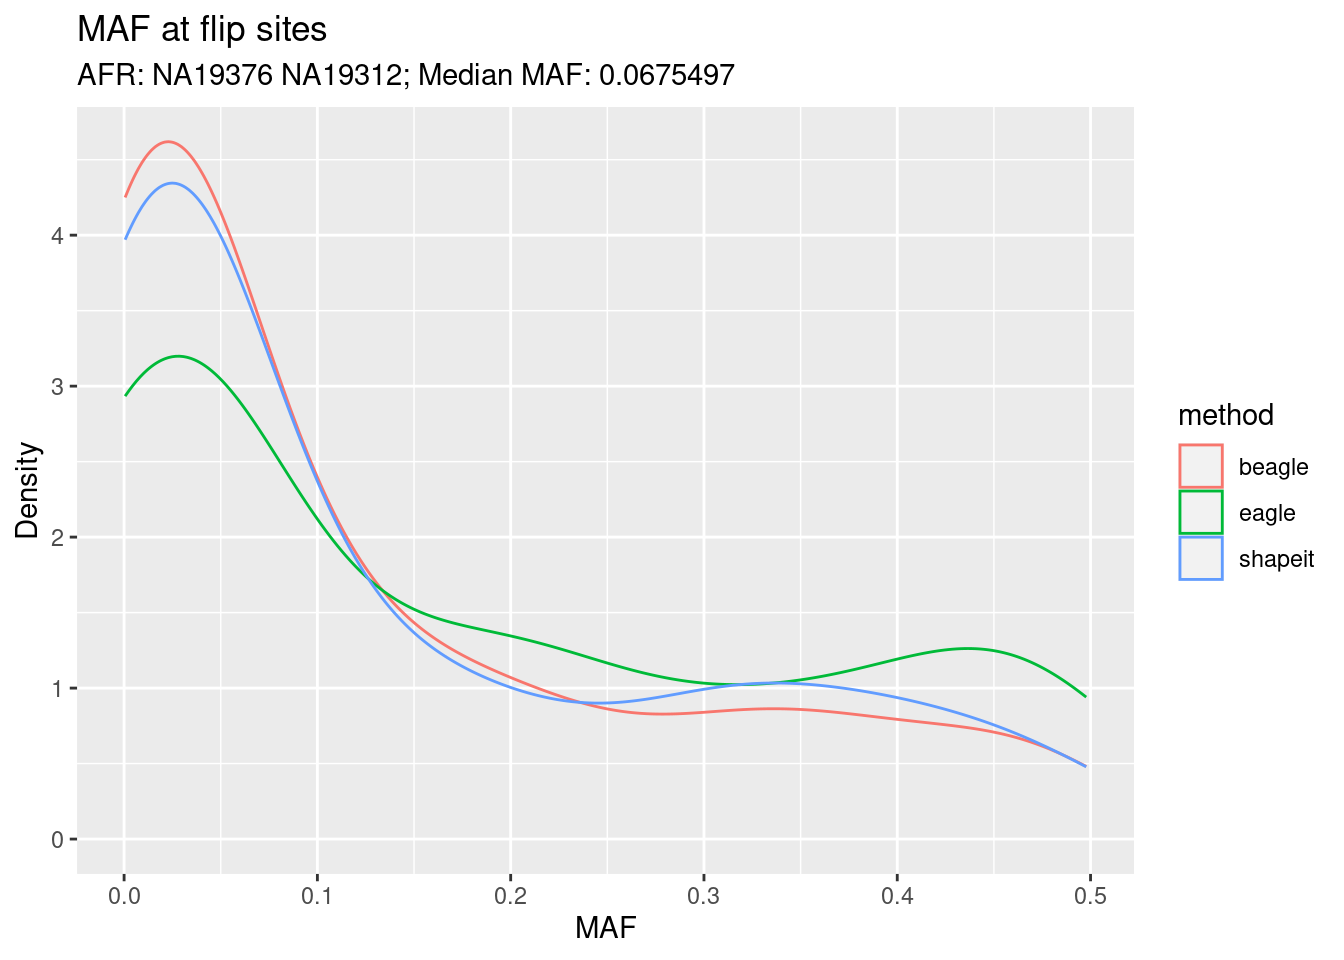 MAF at flip sites
AFR: NA19376 NA19312; Median MAF: 0.0675497
4
3
2
1
0
Density
0.0 0.1 0.2 0.3 0.4 0.5
MAF
method
beagle
eagle
shapeit